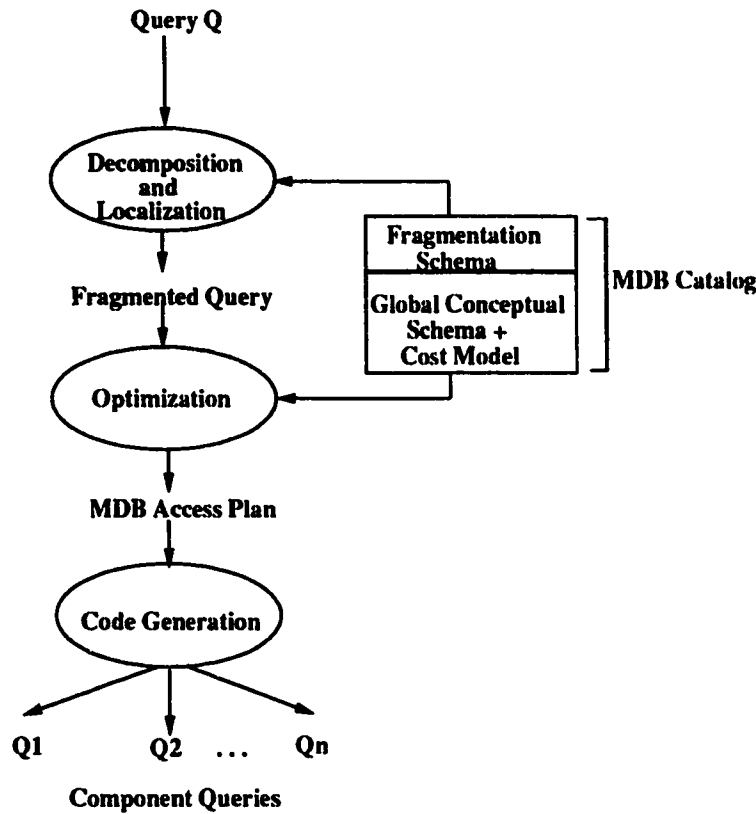 Query Q
Decomposition
and
Localization
Fragmentation
Schema
MDB Catalog
Fragmented Query
Global Conceptual
Schema +
Cost Model
Optimization
MDB Access Plan
Code Generation
Q1 Q2 ... Qn
Component Queries